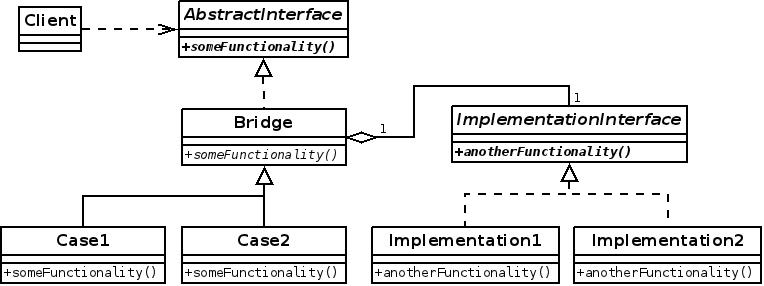 Client
AbstractInterface
+someFunctionality()
Bridge
+someFunctionality()
1
1
ImplementationInterface
+anotherFunctionality()
Case1
+someFunctionality()
Case2
+someFunctionality()
Implementation1
+anotherFunctionality()
Implementation2
+anotherFunctionality()